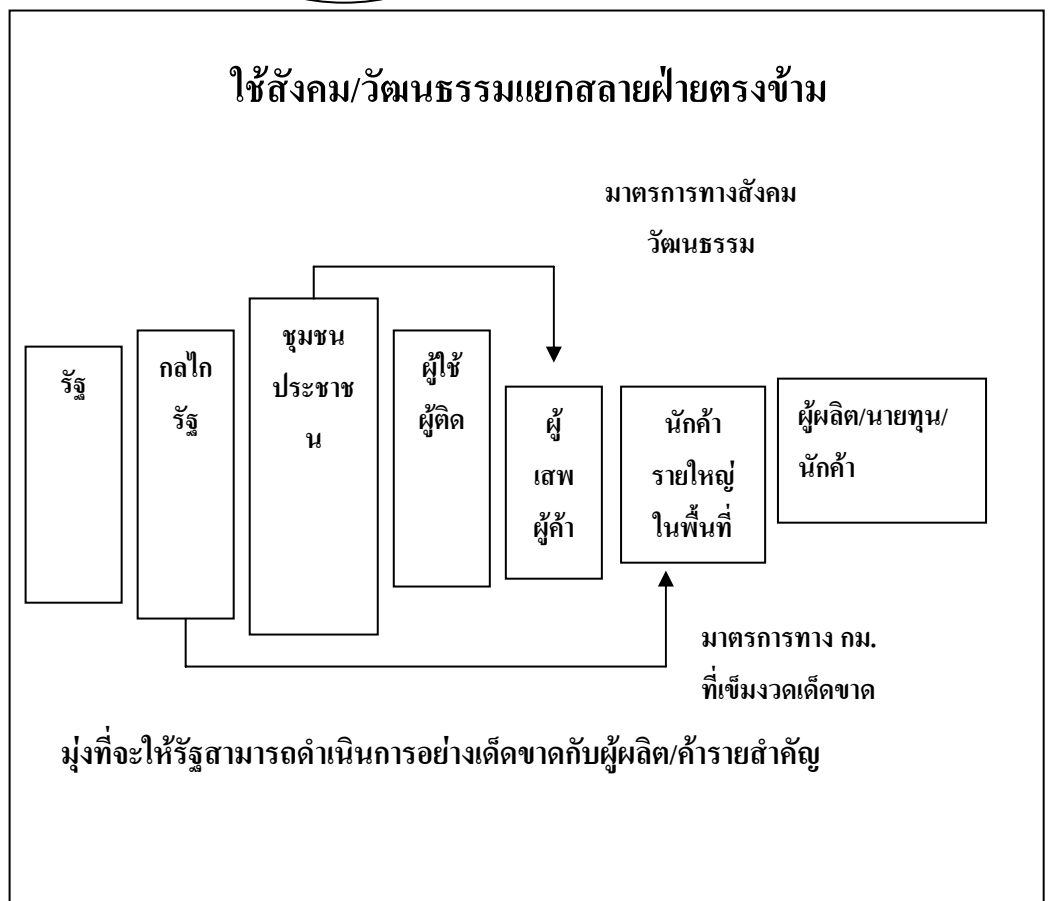 ใช้สังคม/วัฒนธรรมแยกสลายฝ่ายตรงข้าม
มาตรการทางสังคม
วัฒนธรรม
รัฐ
กลไก
รัฐ
ชุมชน
ประชาช
น
ผู้ใช้
ผู้ติด
ผู้
เสพ
ผู้ค้า
นักค้า
รายใหญ่
ในพื้นที่
ผู้ผลิต/นายทุน/
นักค้า
มาตรการทาง กม.
ที่เข็มงวดเด็ดขาด
มุ่งที่จะให้รัฐสามารถดำเนินการอย่างเด็ดขาดกับผู้ผลิต/ค้ารายสำคัญ